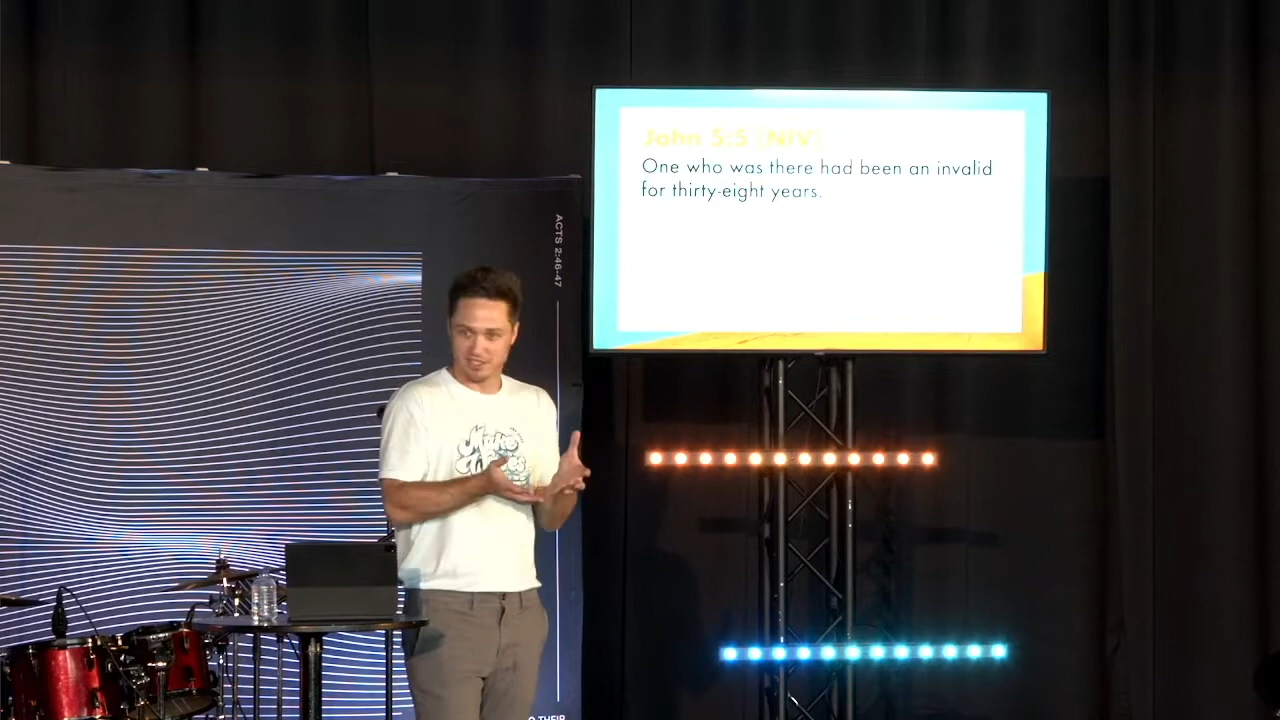 John 5:5 (NIV)
One who was there had been an invalid
for thirty-eight years.
ACTS 2:46-47
O THEIR